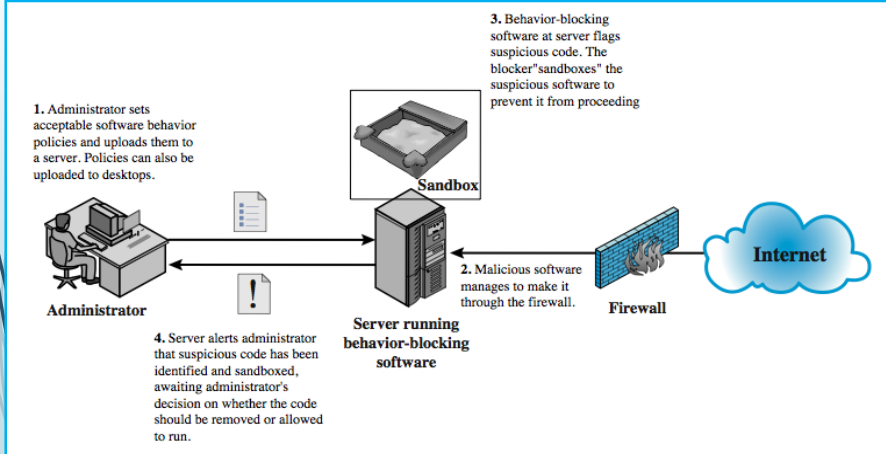 3. Behavior-blocking
software at server flags
suspicious code. The
blocker"sandboxes" the
suspicious software to
prevent it from proceeding
1. Administrator sets
acceptable software behavior
policies and uploads them to
a server. Policies can also be
uploaded to desktops.
Sandbox
Internet
2. Malicious software
manages to make it
through the firewall.
Administrator
!
Firewall
Server running
behavior-blocking
software
4. Server alerts administrator
that suspicious code has been
identified and sandboxed,
awaiting administrator's
decision on whether the code
should be removed or allowed
to run.